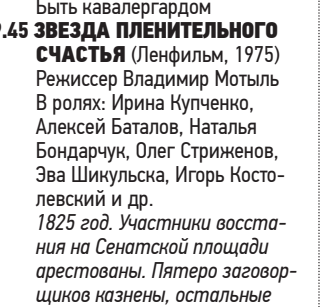 Быть кавалергардом
.45 ЗВЕЗДА ПЛЕНИТЕЛЬНОГО
СЧАСТЬЯ (Ленфильм, 1975)
Режиссер Владимир Мотыль
В ролях: Ирина Купченко,
Алексей Баталов, Наталья
Бондарчук, Олег Стриженов,
Эва Шикульска, Игорь Косто-
левский и др.
1825 год. Участники восста-
ния на Сенатской площади
арестованы. Пятеро заговор-
щиков казнены, остальные